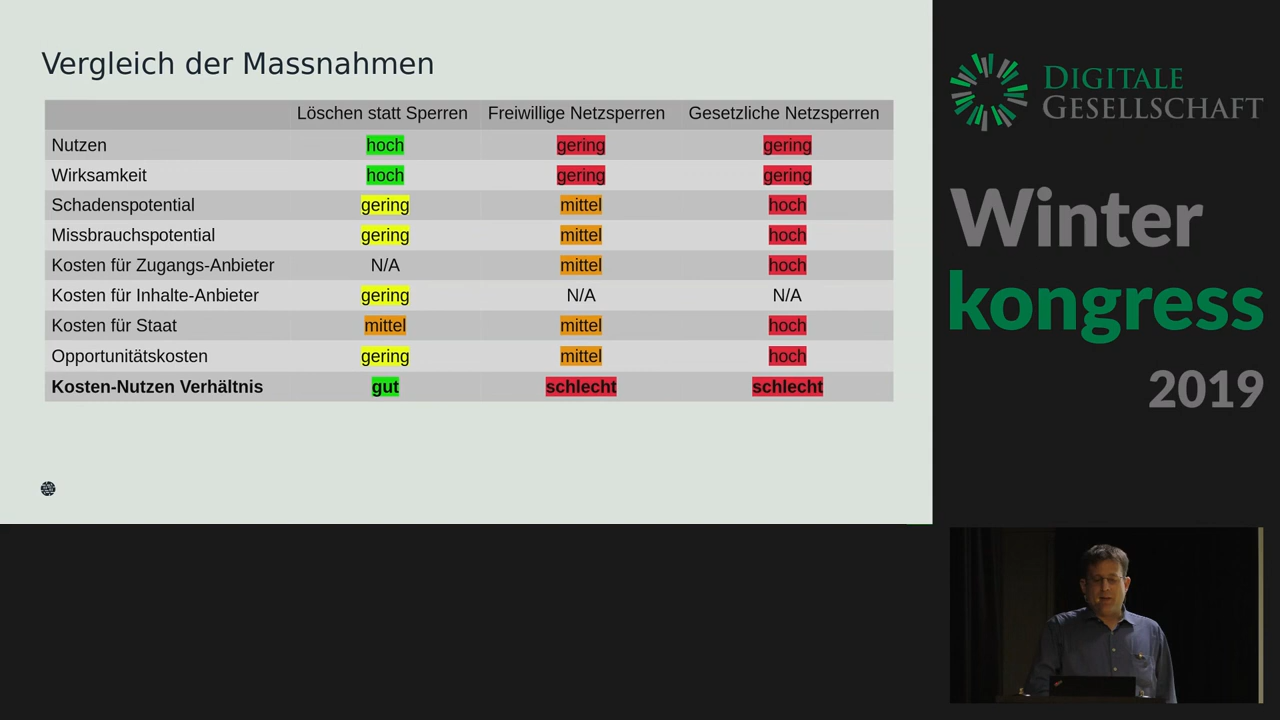 Vergleich der Massnahmen
Löschen statt Sperren Freiwillige Netzsperren Gesetzliche Netzsperren
Nutzen hoch gering gering
Wirksamkeit hoch gering gering
Schadenspotential gering mittel hoch
Missbrauchspotential gering mittel hoch
Kosten für Zugangs-Anbieter N/A mittel hoch
Kosten für Inhalte-Anbieter gering N/A N/A
Kosten für Staat mittel mittel hoch
Opportunitätskosten gering mittel hoch
Kosten-Nutzen Verhältnis gut schlecht schlecht
DIGITALE
GESELLSCHAFT
Winter
kongress
2019